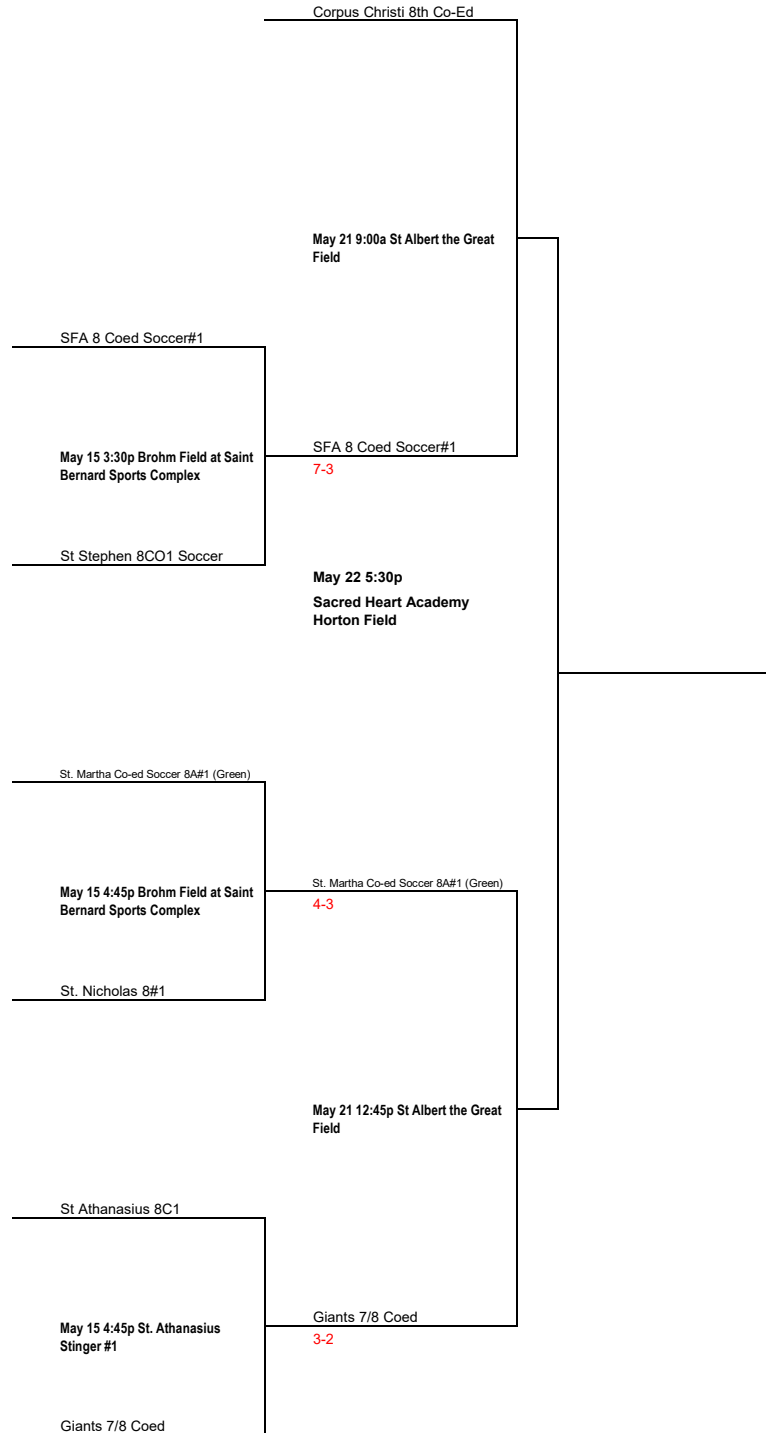 Corpus Christi 8th Co-Ed
May 21 9:00a St Albert the Great
Field
SFA 8 Coed Soccer#1
May 15 3:30p Brohm Field at Saint
Bernard Sports Complex
SFA 8 Coed Soccer#1
7-3
St Stephen 8CO1 Soccer
May 22 5:30p
Sacred Heart Academy
Horton Field
St. Martha Co-ed Soccer 8A#1 (Green)
May 15 4:45p Brohm Field at Saint
Bernard Sports Complex
St. Martha Co-ed Soccer 8A#1 (Green)
4-3
St. Nicholas 8#1
May 21 12:45p St Albert the Great
Field
St Athanasius 8C1
May 15 4:45p St. Athanasius
Stinger #1
Giants 7/8 Coed
3-2
Giants 7/8 Coed